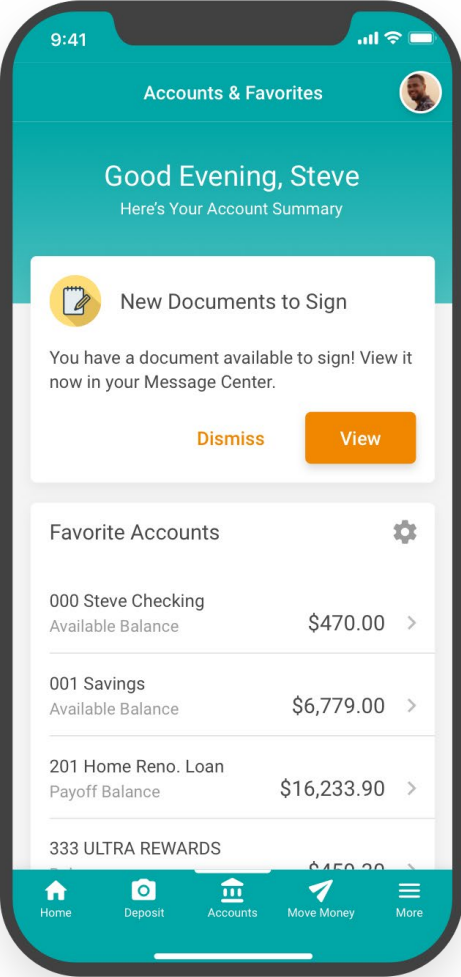 9:41
Accounts & Favorites
Good Evening, Steve
Here's Your Account Summary
New Documents to Sign
You have a document available to sign! View it
now in your Message Center.
Dismiss View
Favorite Accounts
000 Steve Checking
Available Balance $470.00
001 Savings
Available Balance $6,779.00
201 Home Reno. Loan
Payoff Balance $16,233.90
333 ULTRA REWARDS
Home Deposit Accounts Move Money More